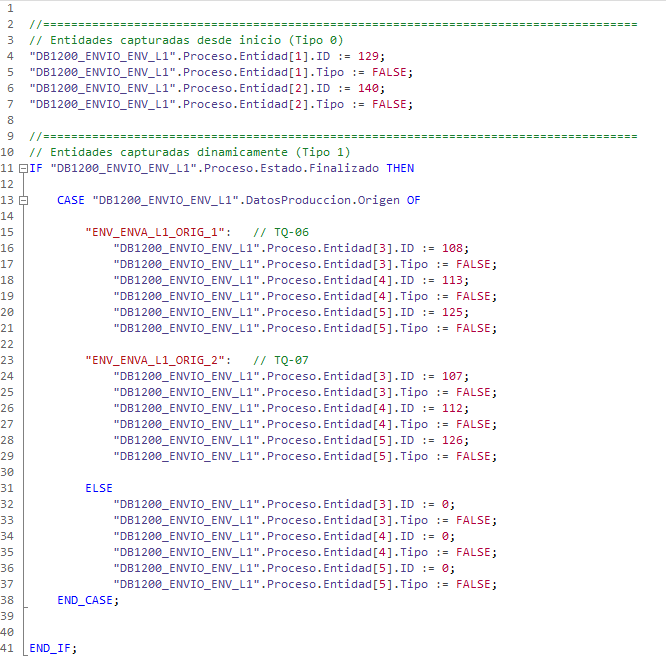 1
2 //=====================================================================================
3 // Entidades capturadas desde inicio (Tipo 0)
4 "DB1200_ENVIO_ENV_L1".Proceso.Entidad[1].ID := 129;
5 "DB1200_ENVIO_ENV_L1".Proceso.Entidad[1].Tipo := FALSE;
6 "DB1200_ENVIO_ENV_L1".Proceso.Entidad[2].ID := 140;
7 "DB1200_ENVIO_ENV_L1".Proceso.Entidad[2].Tipo := FALSE;
8
9 //=====================================================================================
10 // Entidades capturadas dinamicamente (Tipo 1)
11 IF "DB1200_ENVIO_ENV_L1".Proceso.Estado.Finalizado THEN
12
13 CASE "DB1200_ENVIO_ENV_L1".DatosProduccion.Origen OF
14
15 "ENV_ENVA_L1_ORIG_1": // TQ-06
16 "DB1200_ENVIO_ENV_L1".Proceso.Entidad[3].ID := 108;
17 "DB1200_ENVIO_ENV_L1".Proceso.Entidad[3].Tipo := FALSE;
18 "DB1200_ENVIO_ENV_L1".Proceso.Entidad[4].ID := 113;
19 "DB1200_ENVIO_ENV_L1".Proceso.Entidad[4].Tipo := FALSE;
20 "DB1200_ENVIO_ENV_L1".Proceso.Entidad[5].ID := 125;
21 "DB1200_ENVIO_ENV_L1".Proceso.Entidad[5].Tipo := FALSE;
22
23 "ENV_ENVA_L1_ORIG_2": // TQ-07
24 "DB1200_ENVIO_ENV_L1".Proceso.Entidad[3].ID := 107;
25 "DB1200_ENVIO_ENV_L1".Proceso.Entidad[3].Tipo := FALSE;
26 "DB1200_ENVIO_ENV_L1".Proceso.Entidad[4].ID := 112;
27 "DB1200_ENVIO_ENV_L1".Proceso.Entidad[4].Tipo := FALSE;
28 "DB1200_ENVIO_ENV_L1".Proceso.Entidad[5].ID := 126;
29 "DB1200_ENVIO_ENV_L1".Proceso.Entidad[5].Tipo := FALSE;
30
31 ELSE
32 "DB1200_ENVIO_ENV_L1".Proceso.Entidad[3].ID := 0;
33 "DB1200_ENVIO_ENV_L1".Proceso.Entidad[3].Tipo := FALSE;
34 "DB1200_ENVIO_ENV_L1".Proceso.Entidad[4].ID := 0;
35 "DB1200_ENVIO_ENV_L1".Proceso.Entidad[4].Tipo := FALSE;
36 "DB1200_ENVIO_ENV_L1".Proceso.Entidad[5].ID := 0;
37 "DB1200_ENVIO_ENV_L1".Proceso.Entidad[5].Tipo := FALSE;
38 END_CASE;
39
40
41 END_IF;